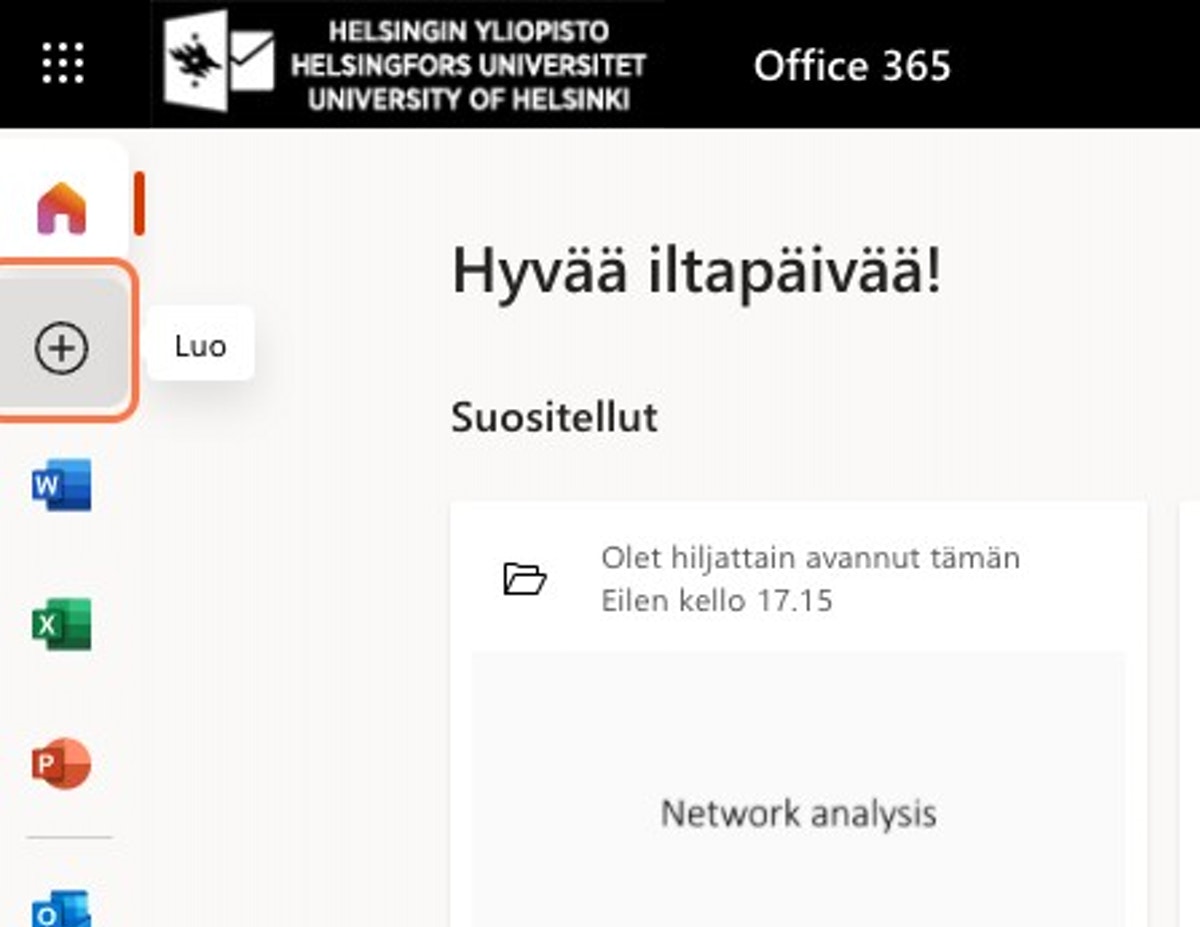 HELSINGIN YLIOPISTO
HELSINGFORS UNIVERSITET
UNIVERSITY OF HELSINKI
Office 365
Hyvää iltapäivää!
Luo
Suositellut
W
Olet hiljattain avannut tämän
Eilen kello 17.15
X
P
Network analysis
O